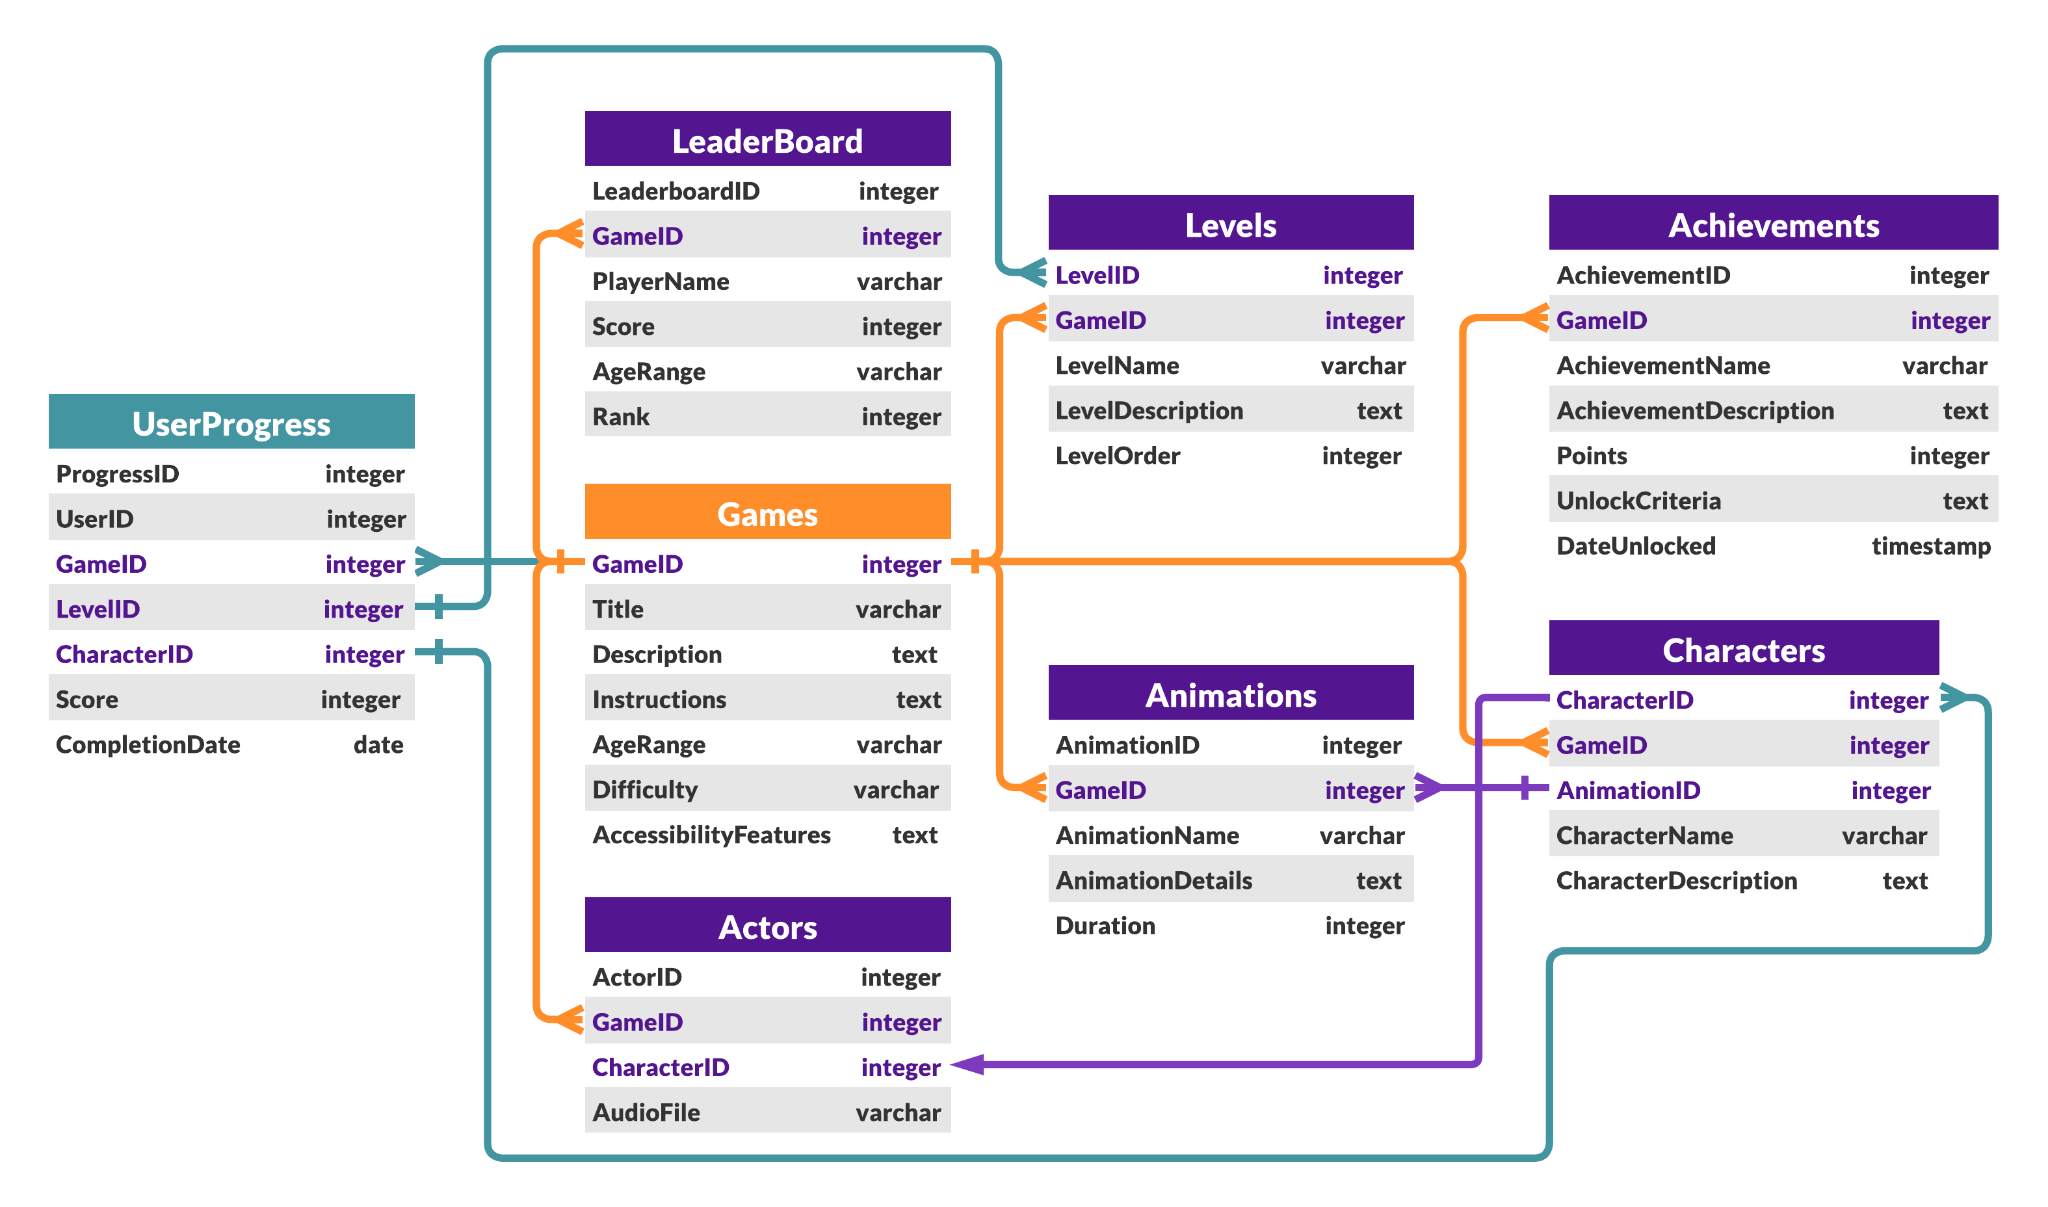 LeaderBoard
LeaderboardID integer
GameID integer
PlayerName varchar
Score integer
AgeRange varchar
Rank integer
Levels
LevelID integer
GameID integer
LevelName varchar
LevelDescription text
LevelOrder integer
Achievements
AchievementID integer
GameID integer
AchievementName varchar
AchievementDescription text
Points integer
UnlockCriteria text
DateUnlocked timestamp
UserProgress
ProgressID integer
UserID integer
GameID integer
LevelID integer
CharacterID integer
Score integer
CompletionDate date
Games
GameID integer
Title varchar
Description text
Instructions text
AgeRange varchar
Difficulty varchar
AccessibilityFeatures text
Animations
AnimationID integer
GameID integer
AnimationName varchar
AnimationDetails text
Duration integer
Characters
CharacterID integer
GameID integer
AnimationID integer
CharacterName varchar
CharacterDescription text
Actors
ActorID integer
GameID integer
CharacterID integer
AudioFile varchar